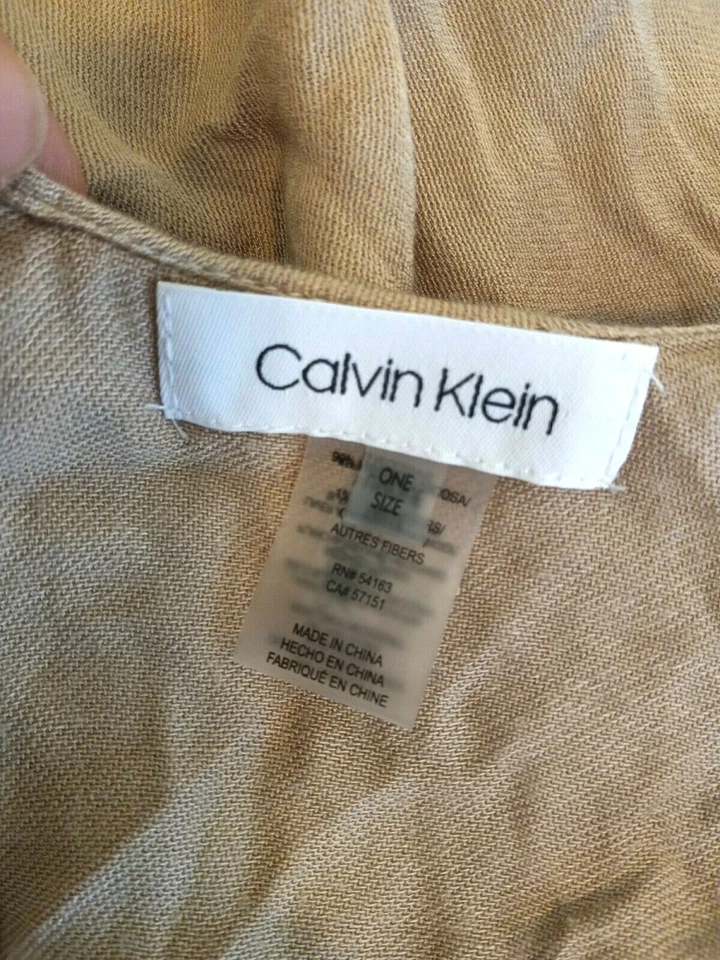 Calvin Klein
ONE
SIZE
AUTRES FIBERS
RN# 54163
CA# 57151
MADE IN CHINA
HECHO EN CHINA
FABRIQUÉ EN CHINE